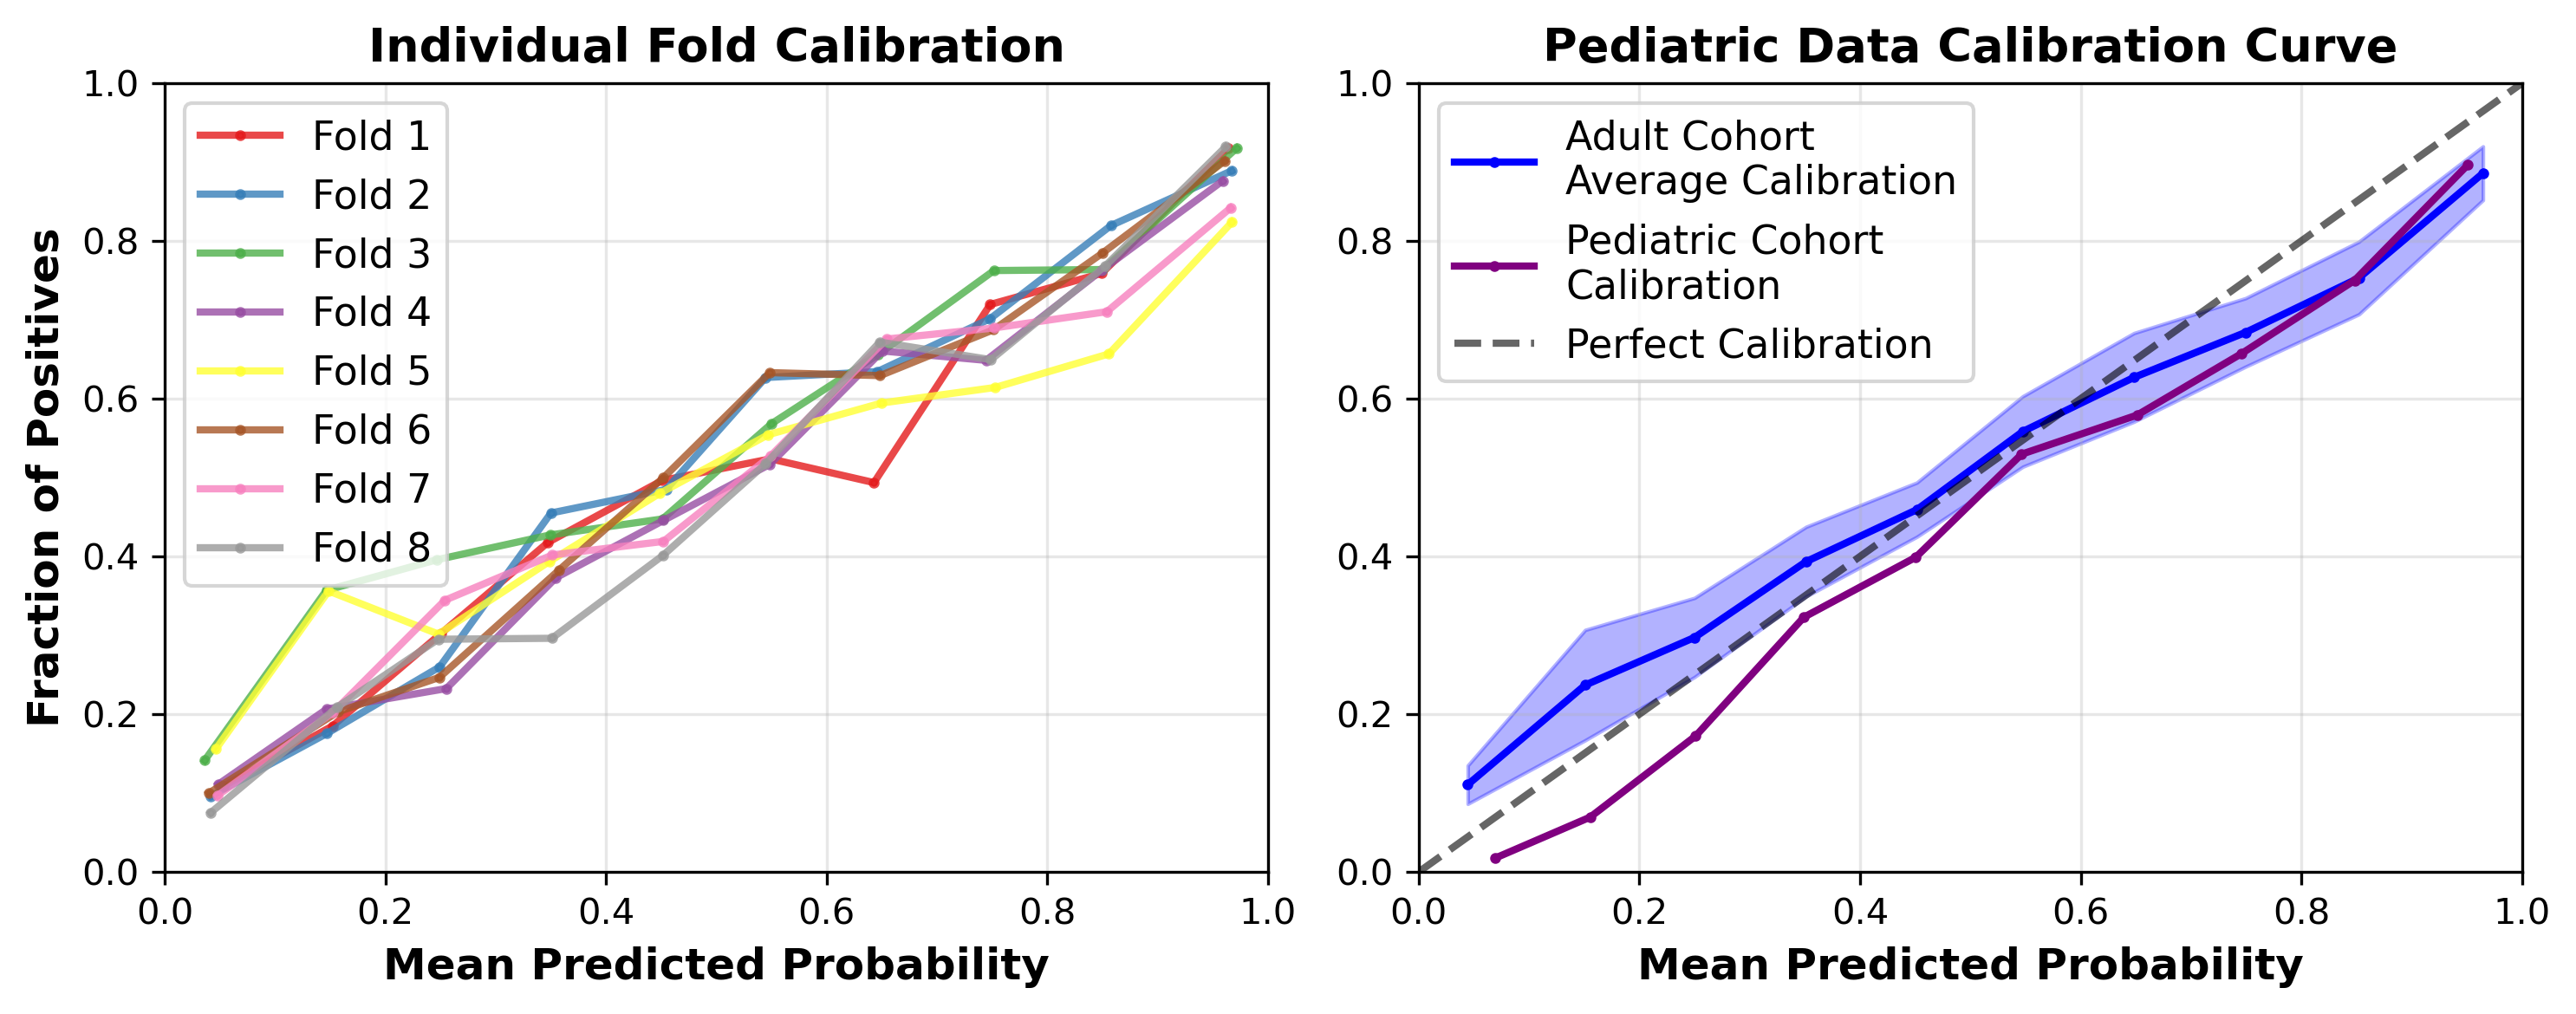 Individual Fold Calibration
Fraction of Positives
1.0
0.8
0.6
0.4
0.2
0.0
Fold 1
Fold 2
Fold 3
Fold 4
Fold 5
Fold 6
Fold 7
Fold 8
0.0 0.2 0.4 0.6 0.8 1.0
Mean Predicted Probability
Pediatric Data Calibration Curve
1.0
0.8
0.6
0.4
0.2
0.0
Adult Cohort
Average Calibration
Pediatric Cohort
Calibration
Perfect Calibration
0.0 0.2 0.4 0.6 0.8 1.0
Mean Predicted Probability